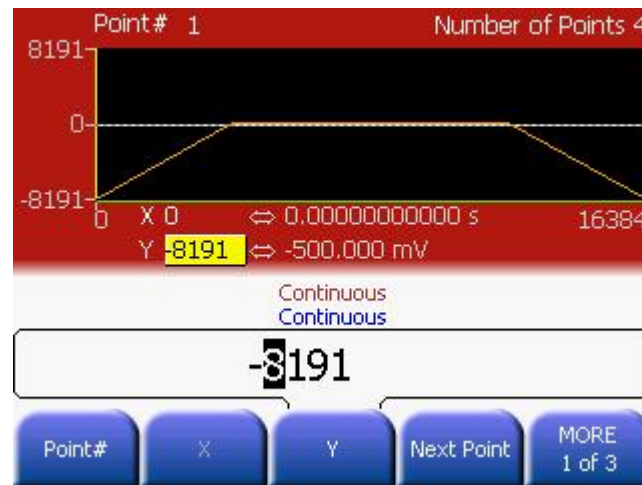 Point# 1 Number of Points 4
8191
0
-8191
0 X 0 ⇔ 0.00000000000 s 16384
Y -8191 ⇔ -500.000 mV
Continuous
Continuous
-8191
Point# X Y Next Point MORE
1 of 3